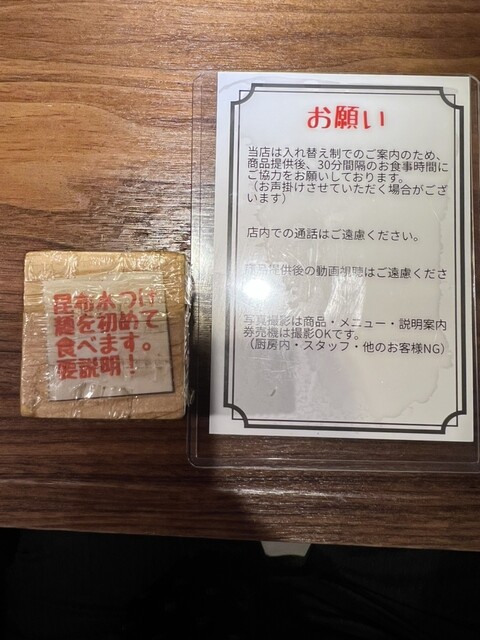 昆布水つけ
麺を初めて
食べます。
要説明！
お願い
当店は入れ替え制でのご案内のため、
商品提供後、30分間隔のお食事時間に
ご協力をお願いしております。
（お声掛けさせていただく場合がござ
います）
店内での通話はご遠慮ください。
商品提供後の動画視聴はご遠慮くださ
写真撮影は商品・メニュー・説明案内
券売機は撮影OKです。
（厨房内・スタッフ・他のお客様NG）